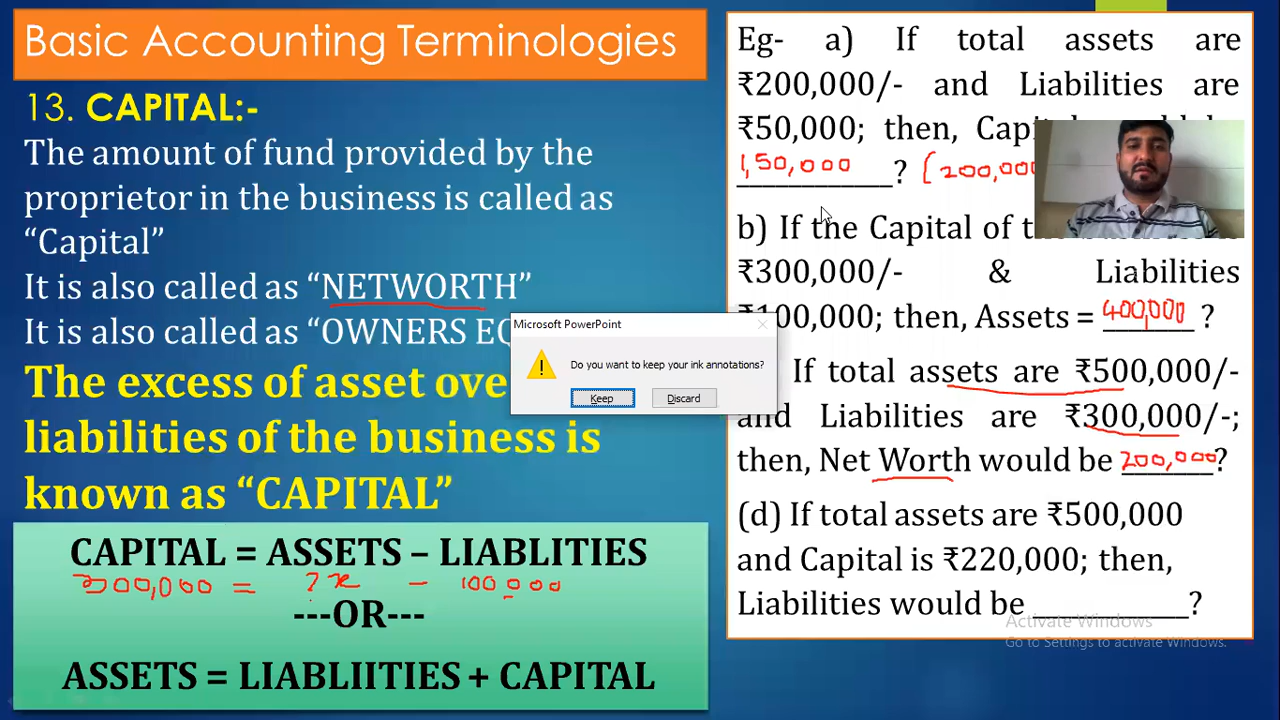 Basic Accounting Terminologies
13. CAPITAL:-
The amount of fund provided by the
proprietor in the business is called as
“Capital”
It is also called as “NETWORTH”
It is also called as “OWNERS
The excess of asset
liabilities of the business is
known as “CAPITAL”
CAPITAL = ASSETS – LIABLITIES
300,000 = ?x - 100,000
---OR---
ASSETS = LIABLIITIES + CAPITAL
Eg- a) If total assets are
₹200,000/- and Liabilities are
₹50,000; then,
1,50,000 ? (200,000
b) If the Capital of
₹300,000/- & Liabilities
₹100,000; then, Assets = 400,000 ?
If total assets are ₹500,000/-
and Liabilities are ₹300,000/-;
then, Net Worth would be 200,000?
(d) If total assets are ₹500,000
and Capital is ₹220,000; then,
Liabilities would be ____________?
Microsoft PowerPoint
Do you want to keep your ink annotations?
Keep
Discard
Activate Windows
Go to Settings to activate Windows.